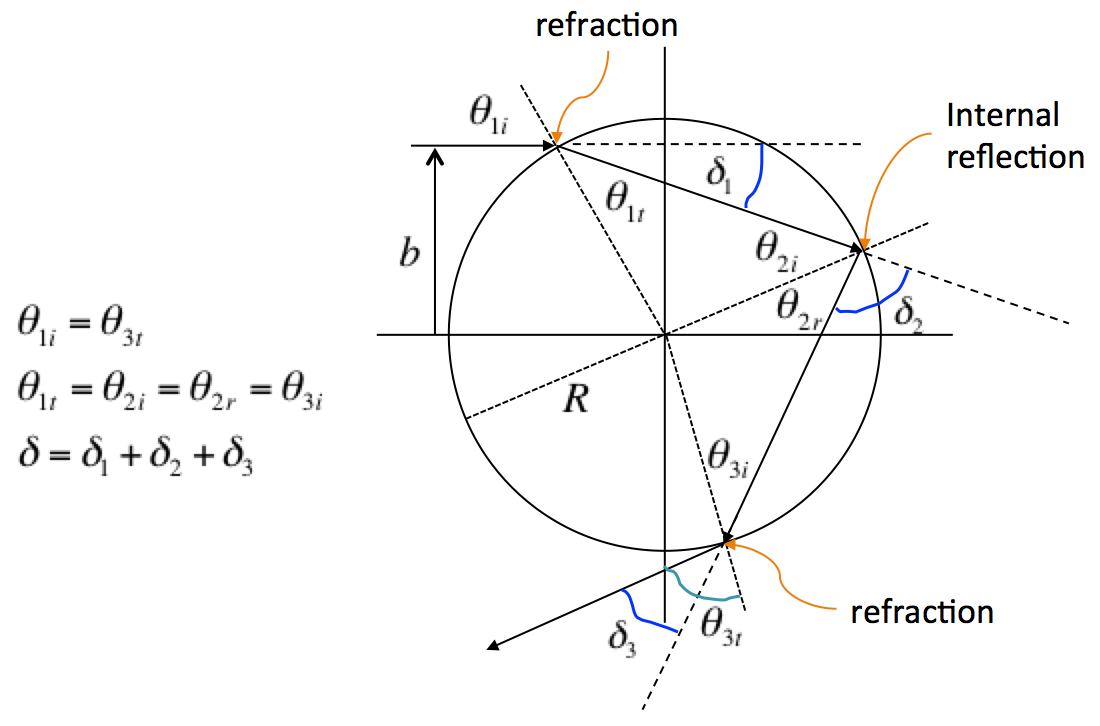 refraction
θ1i
Internal
reflection
δ1
θ1t
b
θ2i
θ2r
δ2
θ1i = θ3t
θ1t = θ2i = θ2r = θ3i
R
δ = δ1 + δ2 + δ3
θ3i
refraction
θ3t
δ3